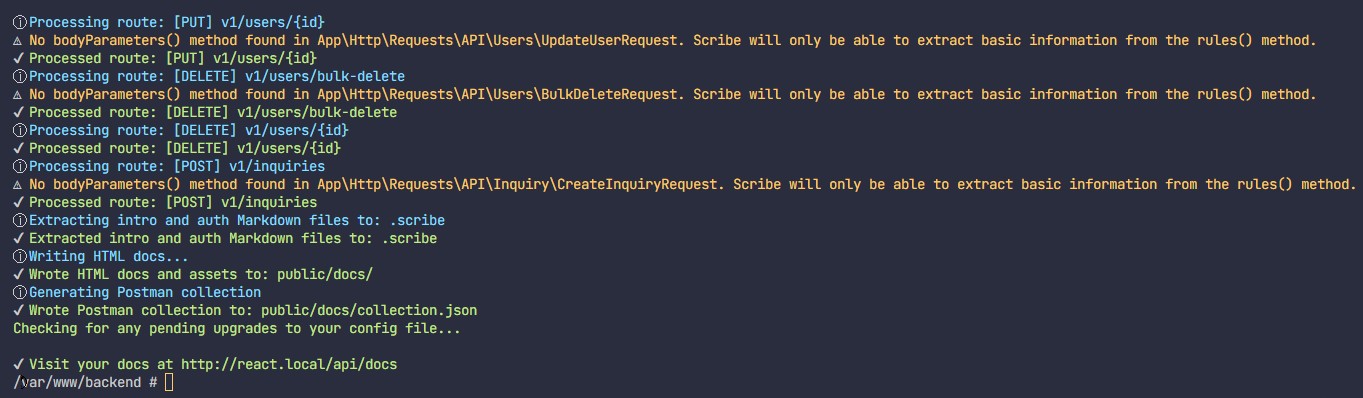 ⓘ Processing route: [PUT] v1/users/{id}
⚠ No bodyParameters() method found in App\Http\Requests\API\Users\UpdateUserRequest. Scribe will only be able to extract basic information from the rules() method.
✔ Processed route: [PUT] v1/users/{id}
ⓘ Processing route: [DELETE] v1/users/bulk-delete
⚠ No bodyParameters() method found in App\Http\Requests\API\Users\BulkDeleteRequest. Scribe will only be able to extract basic information from the rules() method.
✔ Processed route: [DELETE] v1/users/bulk-delete
ⓘ Processing route: [DELETE] v1/users/{id}
✔ Processed route: [DELETE] v1/users/{id}
ⓘ Processing route: [POST] v1/inquiries
⚠ No bodyParameters() method found in App\Http\Requests\API\Inquiry\CreateInquiryRequest. Scribe will only be able to extract basic information from the rules() method.
✔ Processed route: [POST] v1/inquiries
ⓘ Extracting intro and auth Markdown files to: .scribe
✔ Extracted intro and auth Markdown files to: .scribe
ⓘ Writing HTML docs...
✔ Wrote HTML docs and assets to: public/docs/
ⓘ Generating Postman collection
✔ Wrote Postman collection to: public/docs/collection.json
Checking for any pending upgrades to your config file...
✔ Visit your docs at http://react.local/api/docs
/var/www/backend #